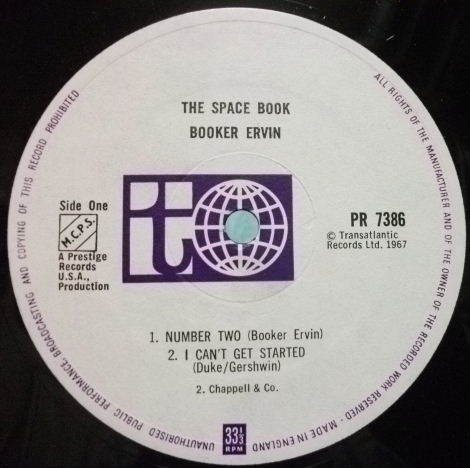 THE SPACE BOOK
BOOKER ERVIN
Side One
M.C.P.S.
A Prestige
Records
U.S.A.,
Production
it
PR 7386
© Transatlantic
Records Ltd. 1967
1. NUMBER TWO (Booker Ervin)
2. I CAN'T GET STARTED
(Duke/Gershwin)
2. Chappell & Co.
33⅓
RPM
ALL RIGHTS OF THE MANUFACTURER AND OF THE OWNER OF THE RECORDED WORK RESERVED - MADE IN ENGLAND
UNAUTHORISED PUBLIC PERFORMANCE, BROADCASTING AND COPYING OF THIS RECORD PROHIBITED